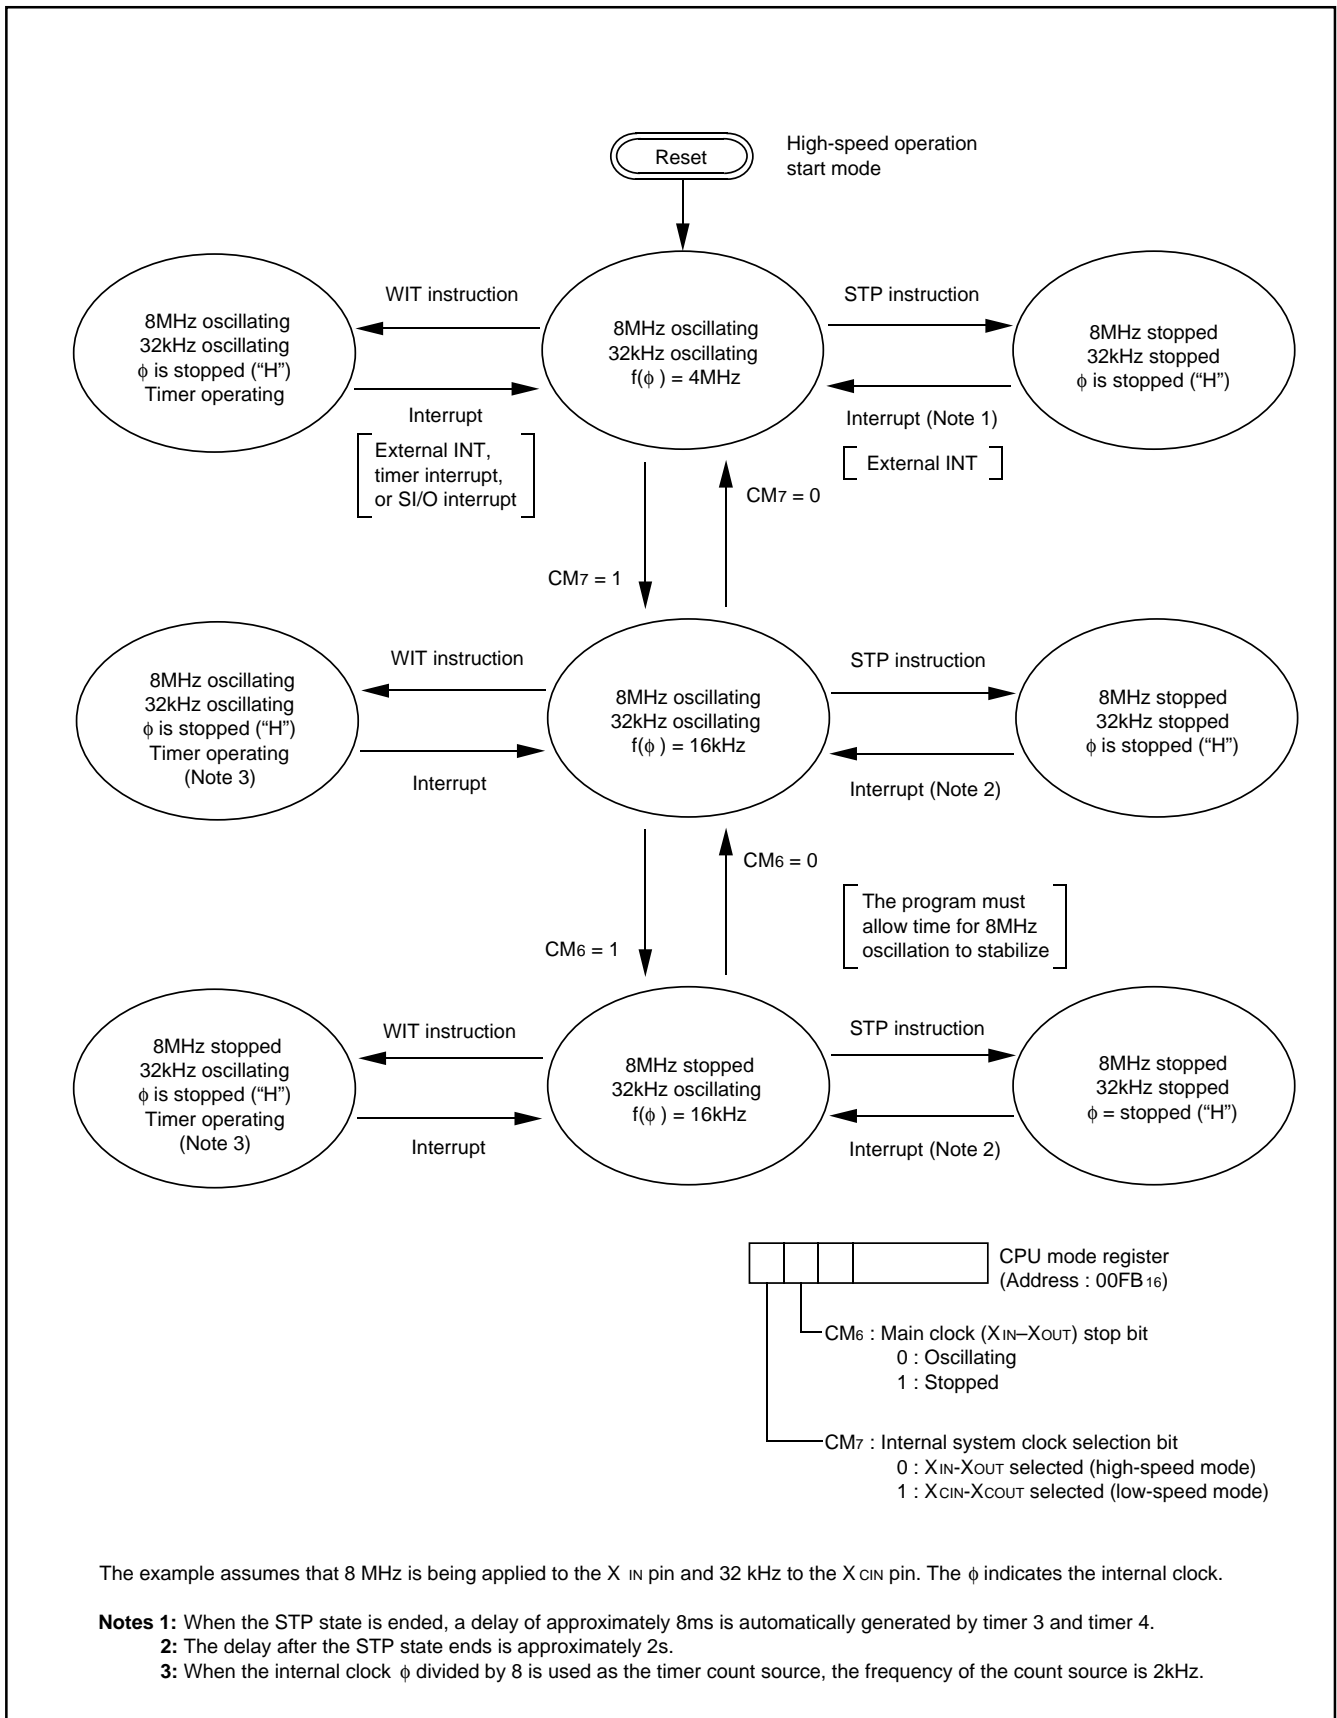 Reset
High-speed operation
start mode
8MHz oscillating
32kHz oscillating
ϕ is stopped (“H”)
Timer operating
WIT instruction
Interrupt
External INT,
timer interrupt,
or SI/O interrupt
8MHz oscillating
32kHz oscillating
f(ϕ ) = 4MHz
STP instruction
Interrupt (Note 1)
External INT
8MHz stopped
32kHz stopped
ϕ is stopped (“H”)
CM7 = 1
CM7 = 0
8MHz oscillating
32kHz oscillating
ϕ is stopped (“H”)
Timer operating
(Note 3)
WIT instruction
Interrupt
8MHz oscillating
32kHz oscillating
f(ϕ ) = 16kHz
STP instruction
Interrupt (Note 2)
8MHz stopped
32kHz stopped
ϕ is stopped (“H”)
CM6 = 1
CM6 = 0
The program must
allow time for 8MHz
oscillation to stabilize
8MHz stopped
32kHz oscillating
ϕ is stopped (“H”)
Timer operating
(Note 3)
WIT instruction
Interrupt
8MHz stopped
32kHz oscillating
f(ϕ ) = 16kHz
STP instruction
Interrupt (Note 2)
8MHz stopped
32kHz stopped
ϕ = stopped (“H”)
CPU mode register
(Address : 00FB16)
CM6 : Main clock (XIN–XOUT) stop bit
0 : Oscillating
1 : Stopped
CM7 : Internal system clock selection bit
0 : XIN-XOUT selected (high-speed mode)
1 : XCIN-XCOUT selected (low-speed mode)
The example assumes that 8 MHz is being applied to the X IN pin and 32 kHz to the X CIN pin. The ϕ indicates the internal clock.
Notes 1: When the STP state is ended, a delay of approximately 8ms is automatically generated by timer 3 and timer 4.
2: The delay after the STP state ends is approximately 2s.
3: When the internal clock ϕ divided by 8 is used as the timer count source, the frequency of the count source is 2kHz.